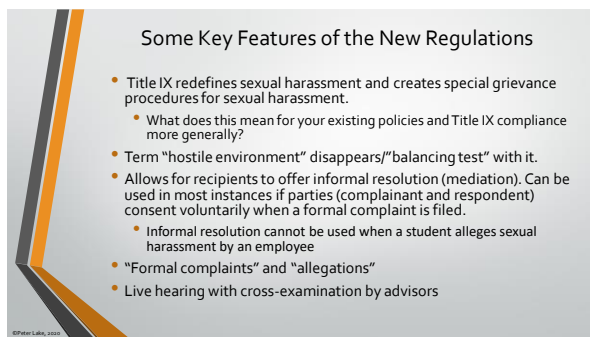 Some Key Features of the New Regulations
• Title IX redefines sexual harassment and creates special grievance
procedures for sexual harassment.
• What does this mean for your existing policies and Title IX compliance
more generally?
• Term “hostile environment” disappears/“balancing test” with it.
• Allows for recipients to offer informal resolution (mediation). Can be
used in most instances if parties (complainant and respondent)
consent voluntarily when a formal complaint is filed.
• Informal resolution cannot be used when a student alleges sexual
harassment by an employee
• “Formal complaints” and “allegations”
• Live hearing with cross-examination by advisors
©Peter Lake, 2020